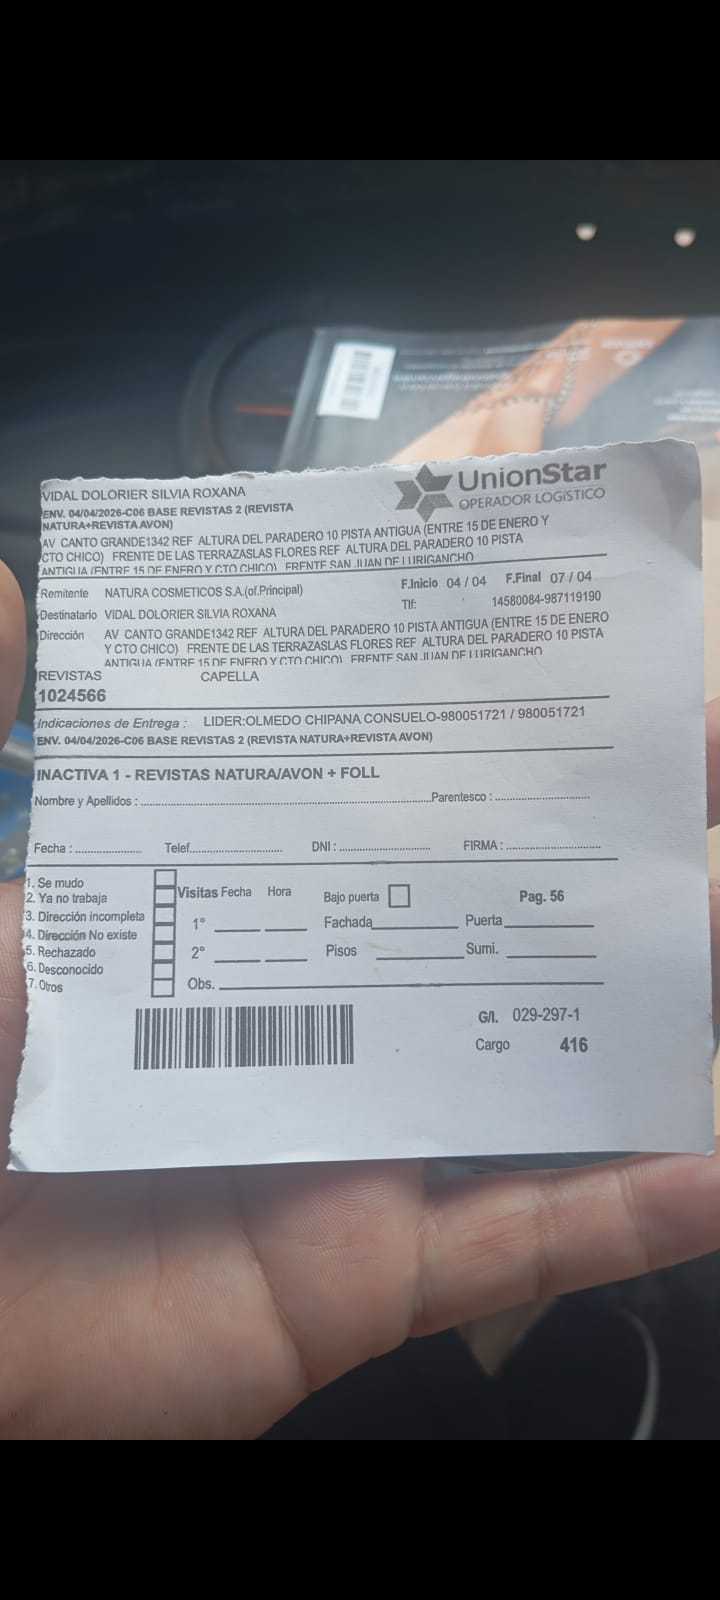 VIDAL DOLORIER SILVIA ROXANA
UnionStar
OPERADOR LOGÍSTICO
ENV. 04/04/2026-C06 BASE REVISTAS 2 (REVISTA
NATURA+REVISTA AVON)
AV CANTO GRANDE1342 REF ALTURA DEL PARADERO 10 PISTA ANTIGUA (ENTRE 15 DE ENERO Y
CTO CHICO) FRENTE DE LAS TERRAZASLAS FLORES REF ALTURA DEL PARADERO 10 PISTA
ANTIGUA (ENTRE 15 DE ENERO Y CTO CHICO) FRENTE SAN JUAN DE LURIGANCHO
Remitente NATURA COSMETICOS S.A.(of.Principal) F.Inicio 04 / 04 F.Final 07 / 04
Destinatario VIDAL DOLORIER SILVIA ROXANA Tlf: 14580084-987119190
Dirección AV CANTO GRANDE1342 REF ALTURA DEL PARADERO 10 PISTA ANTIGUA (ENTRE 15 DE ENERO
Y CTO CHICO) FRENTE DE LAS TERRAZASLAS FLORES REF ALTURA DEL PARADERO 10 PISTA
ANTIGUA (ENTRE 15 DE ENERO Y CTO CHICO) FRENTE SAN JUAN DE LURIGANCHO
REVISTAS CAPELLA
1024566
Indicaciones de Entrega : LIDER:OLMEDO CHIPANA CONSUELO-980051721 / 980051721
ENV. 04/04/2026-C06 BASE REVISTAS 2 (REVISTA NATURA+REVISTA AVON)
INACTIVA 1 - REVISTAS NATURA/AVON + FOLL
Nombre y Apellidos : Parentesco :
Fecha : Telef. DNI : FIRMA :
1. Se mudo
2. Ya no trabaja
3. Dirección incompleta
4. Dirección No existe
5. Rechazado
6. Desconocido
7. Otros
Visitas Fecha Hora Bajo puerta Pag. 56
1° Fachada Puerta
2° Pisos Sumi.
Obs.
G/l. 029-297-1
Cargo 416